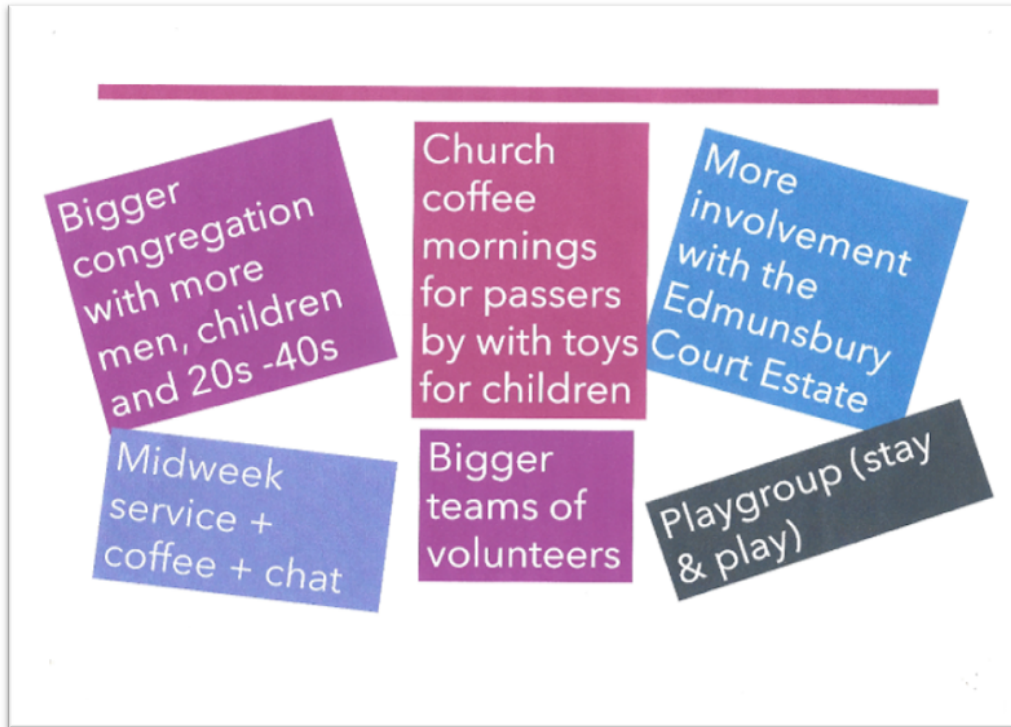 Bigger
congregation
with more
men, children
and 20s -40s
Church
coffee
mornings
for passers
by with toys
for children
More
involvement
with the
Edmunsbury
Court Estate
Midweek
service +
coffee + chat
Bigger
teams of
volunteers
Playgroup (stay
& play)